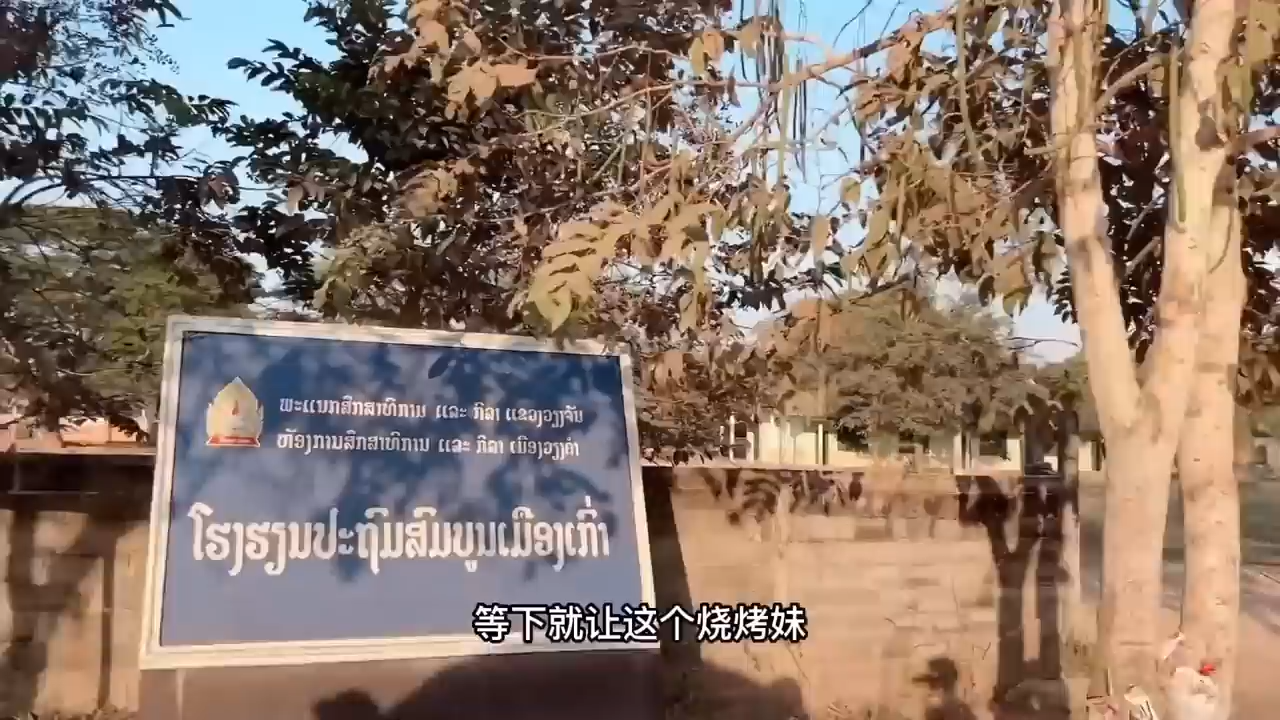 ພະແນກສຶກສາທິການ ແລະ ກິລາ ແຂວງວຽງຈັນ
ຫ້ອງການສຶກສາທິການ ແລະ ກິລາ ເມືອງວຽງຄຳ
ໂຮງຮຽນປະຖົມສົມບູນເມືອງເກົ່າ
等下就让这个烧烤妹